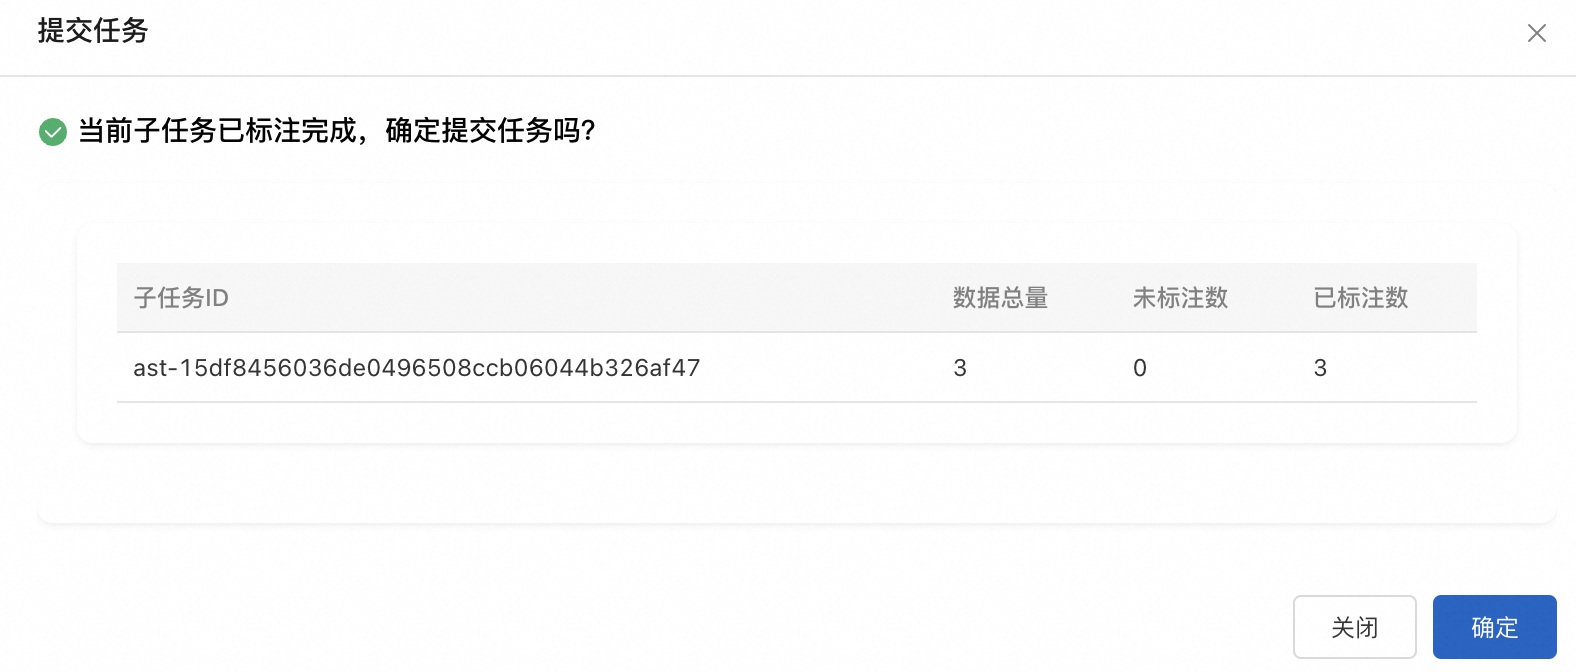 提交任务
当前子任务已标注完成，确定提交任务吗?
子任务ID 数据总量 未标注数 已标注数
ast-15df8456036de0496508ccb06044b326af47 3 0 3
关闭 确定